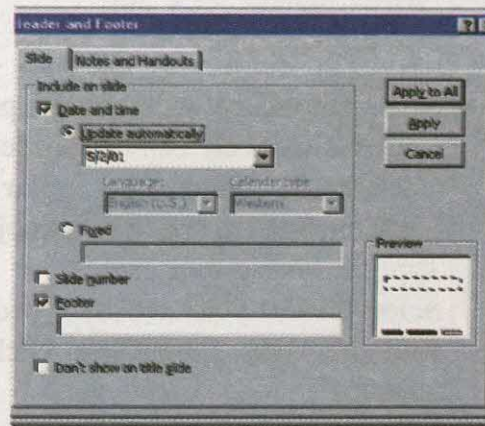 Header and Footer
Slide
Notes and Handouts
Include on slide
Date and time
Update automatically
5/2/01
Language:
Calendar type:
English (U.S.)
Western
Fixed
Slide number
Footer
Don't show on title slide
Apply to All
Apply
Cancel
Preview